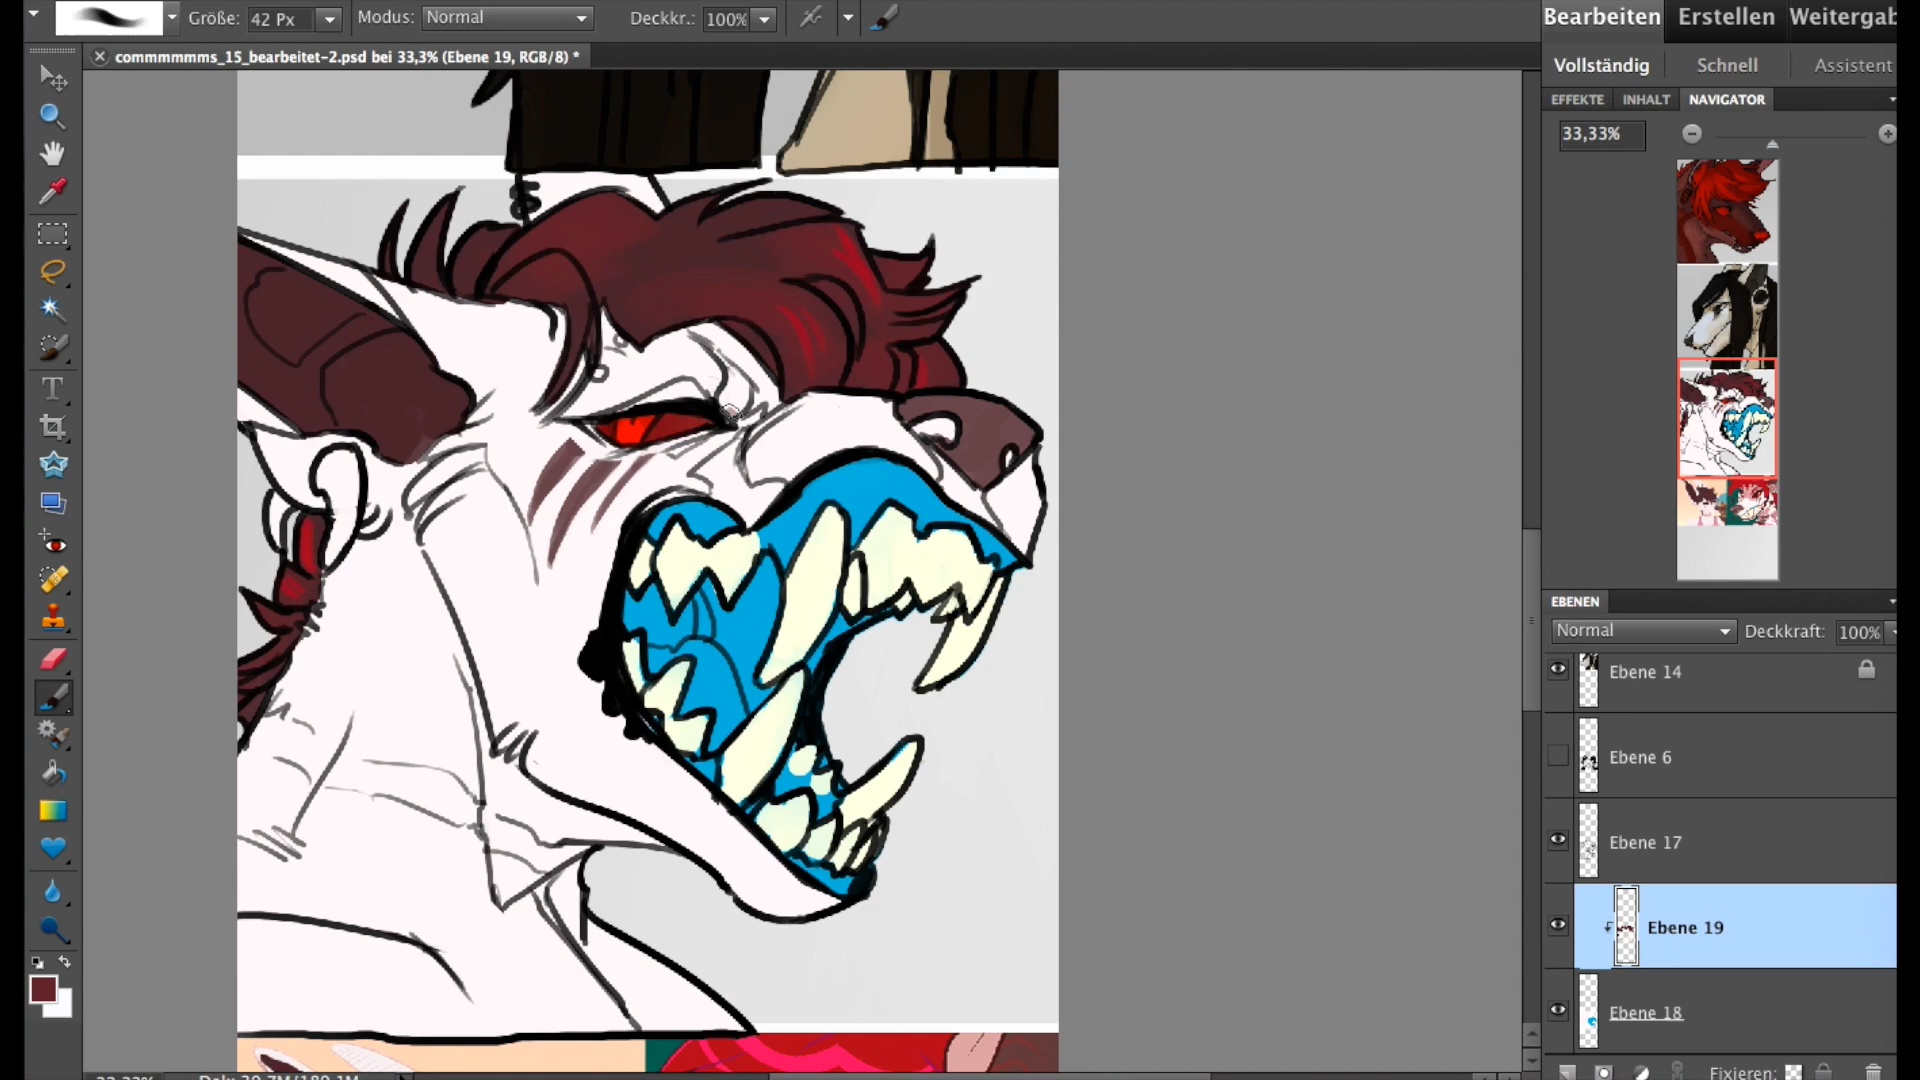 Größe: 42 Px Modus: Normal Deckkr.: 100%
Bearbeiten Erstellen
commmmmms_15_bearbeitet-2.psd bei 33,3% (Ebene 19, RGB/8) *
Vollständig Schnell Assistent
EFFEKTE INHALT NAVIGATOR
33,33%
EBENEN
Normal Deckkraft: 100%
Ebene 14
Ebene 6
Ebene 17
Ebene 19
Ebene 18
Fixieren: